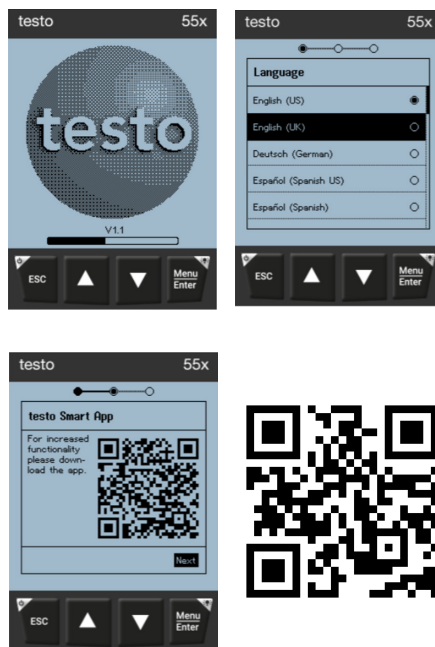 testo 55x
testo
V1.1
ESC
Menu
Enter
testo 55x
Language
English (US)
English (UK)
Deutsch (German)
Español (Spanish US)
Español (Spanish)
ESC
Menu
Enter
testo 55x
testo Smart App
For increased
functionality
please down-
load the app.
Next
ESC
Menu
Enter